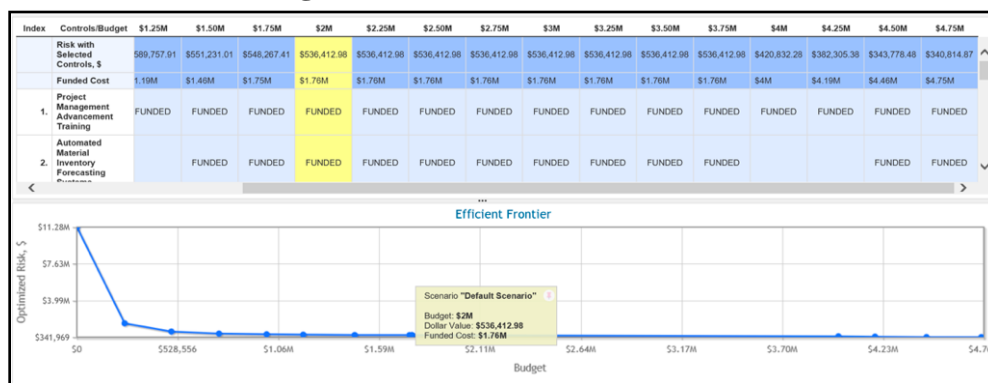 Index Controls/Budget $1.25M $1.50M $1.75M $2M $2.25M $2.50M $2.75M $3M $3.25M $3.50M $3.75M $4M $4.25M $4.50M $4.75M
Risk with
Selected
Controls, $
589,757.91 $551,231.01 $548,267.41 $536,412.98 $536,412.98 $536,412.98 $536,412.98 $536,412.98 $536,412.98 $536,412.98 $536,412.98 $420,832.28 $382,305.38 $343,778.48 $340,814.87
Funded Cost 1.19M $1.46M $1.75M $1.76M $1.76M $1.76M $1.76M $1.76M $1.76M $1.76M $1.76M $4M $4.19M $4.46M $4.75M
1. Project
Management
Advancement
Training
FUNDED FUNDED FUNDED FUNDED FUNDED FUNDED FUNDED FUNDED FUNDED FUNDED FUNDED FUNDED FUNDED FUNDED FUNDED
2. Automated
Material
Inventory
Forecasting
FUNDED FUNDED FUNDED FUNDED FUNDED FUNDED FUNDED FUNDED FUNDED FUNDED FUNDED FUNDED
Efficient Frontier
Optimized Risk, $
$11.28M
$7.63M
$3.99M
$341,969
Scenario "Default Scenario"
Budget: $2M
Dollar Value: $536,412.98
Funded Cost: $1.76M
$0 $528,556 $1.06M $1.59M $2.11M $2.64M $3.17M $3.70M $4.23M $4.7
Budget